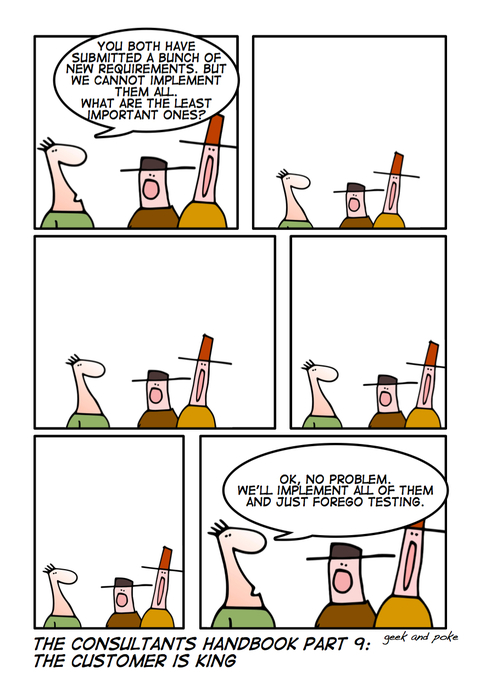 YOU BOTH HAVE
SUBMITTED A BUNCH OF
NEW REQUIREMENTS. BUT
WE CANNOT IMPLEMENT
THEM ALL.
WHAT ARE THE LEAST
IMPORTANT ONES?
OK, NO PROBLEM.
WE'LL IMPLEMENT ALL OF THEM
AND JUST FOREGO TESTING.
geek and poke
THE CONSULTANTS HANDBOOK PART 9:
THE CUSTOMER IS KING